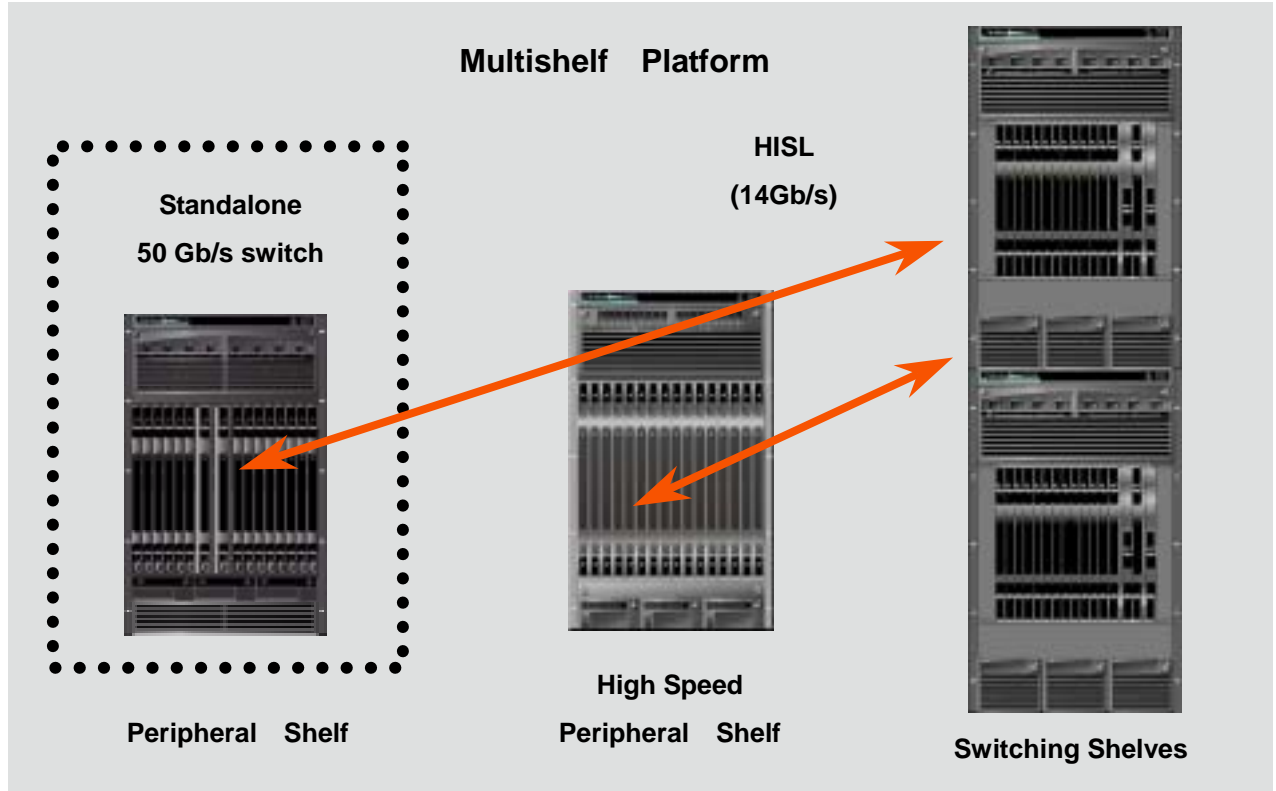 Multishelf Platform
HISL
(14Gb/s)
Standalone
50 Gb/s switch
High Speed
Peripheral Shelf
Peripheral Shelf
Switching Shelves